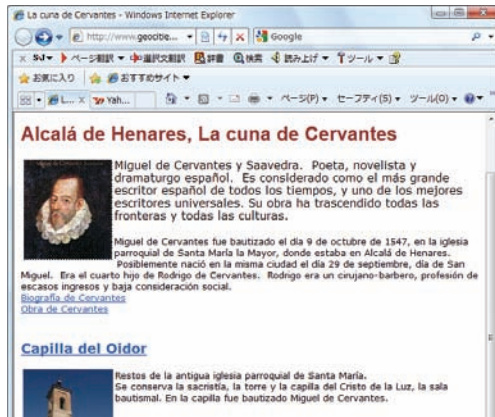 La cuna de Cervantes - Windows Internet Explorer
http://www.geocitie...
Google
ページ翻訳 中⇔選択文翻訳 辞書 検索 読み上げ ツール
お気に入り おすすめサイト
L... Yah... ページ(P) セーフティ(S) ツール(O)
Alcalá de Henares, La cuna de Cervantes
Miguel de Cervantes y Saavedra. Poeta, novelista y
dramaturgo español. Es considerado como el más grande
escritor español de todos los tiempos, y uno de los mejores
escritores universales. Su obra ha trascendido todas las
fronteras y todas las culturas.
Miguel de Cervantes fue bautizado el día 9 de octubre de 1547, en la iglesia
parroquial de Santa María la Mayor, donde estaba en Alcalá de Henares.
Posiblemente nació en la misma ciudad el día 29 de septiembre, día de San
Miguel. Era el cuarto hijo de Rodrigo de Cervantes. Rodrigo era un cirujano-barbero, profesión de
escasos ingresos y baja consideración social.
Biografía de Cervantes
Obra de Cervantes
Capilla del Oidor
Restos de la antigua iglesia parroquial de Santa María.
Se conserva la sacristía, la torre y la capilla del Cristo de la Luz, la sala
bautismal. En la capilla fue bautizado Miguel de Cervantes.